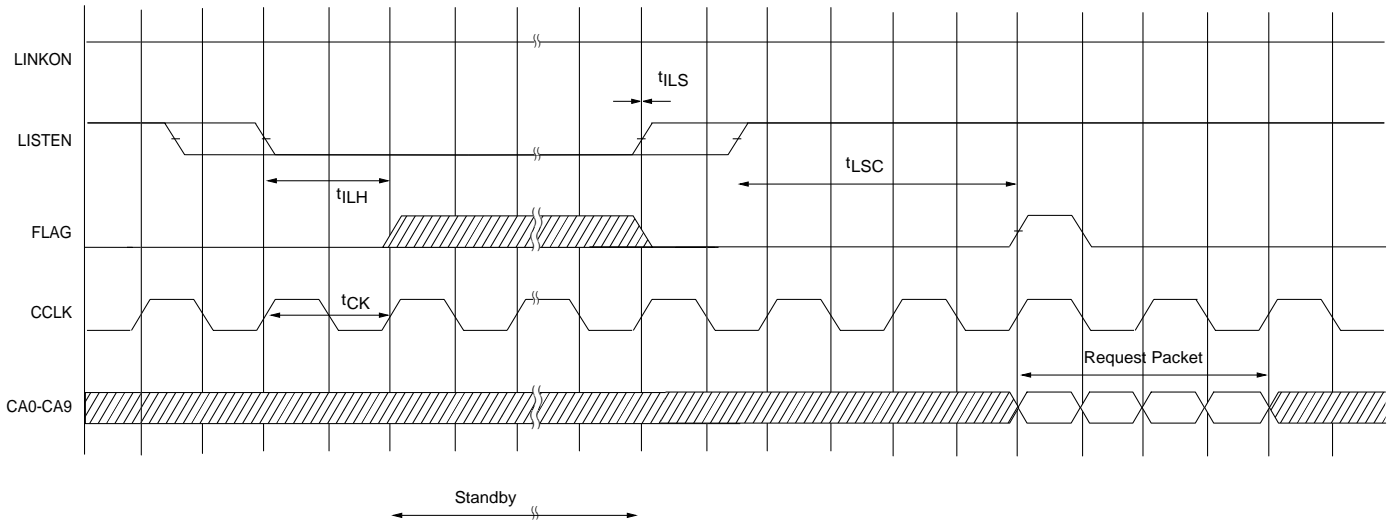 LINKON
tILS
LISTEN
tLSC
tILH
FLAG
tCK
CCLK
Request Packet
CA0-CA9
Standby